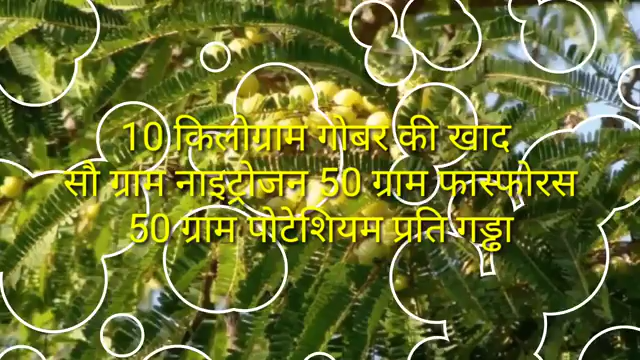 10 किलोग्राम गोबर की खाद
सौ ग्राम नाइट्रोजन 50 ग्राम फास्फोरस
50 ग्राम पोटेशियम प्रति गड्ढा